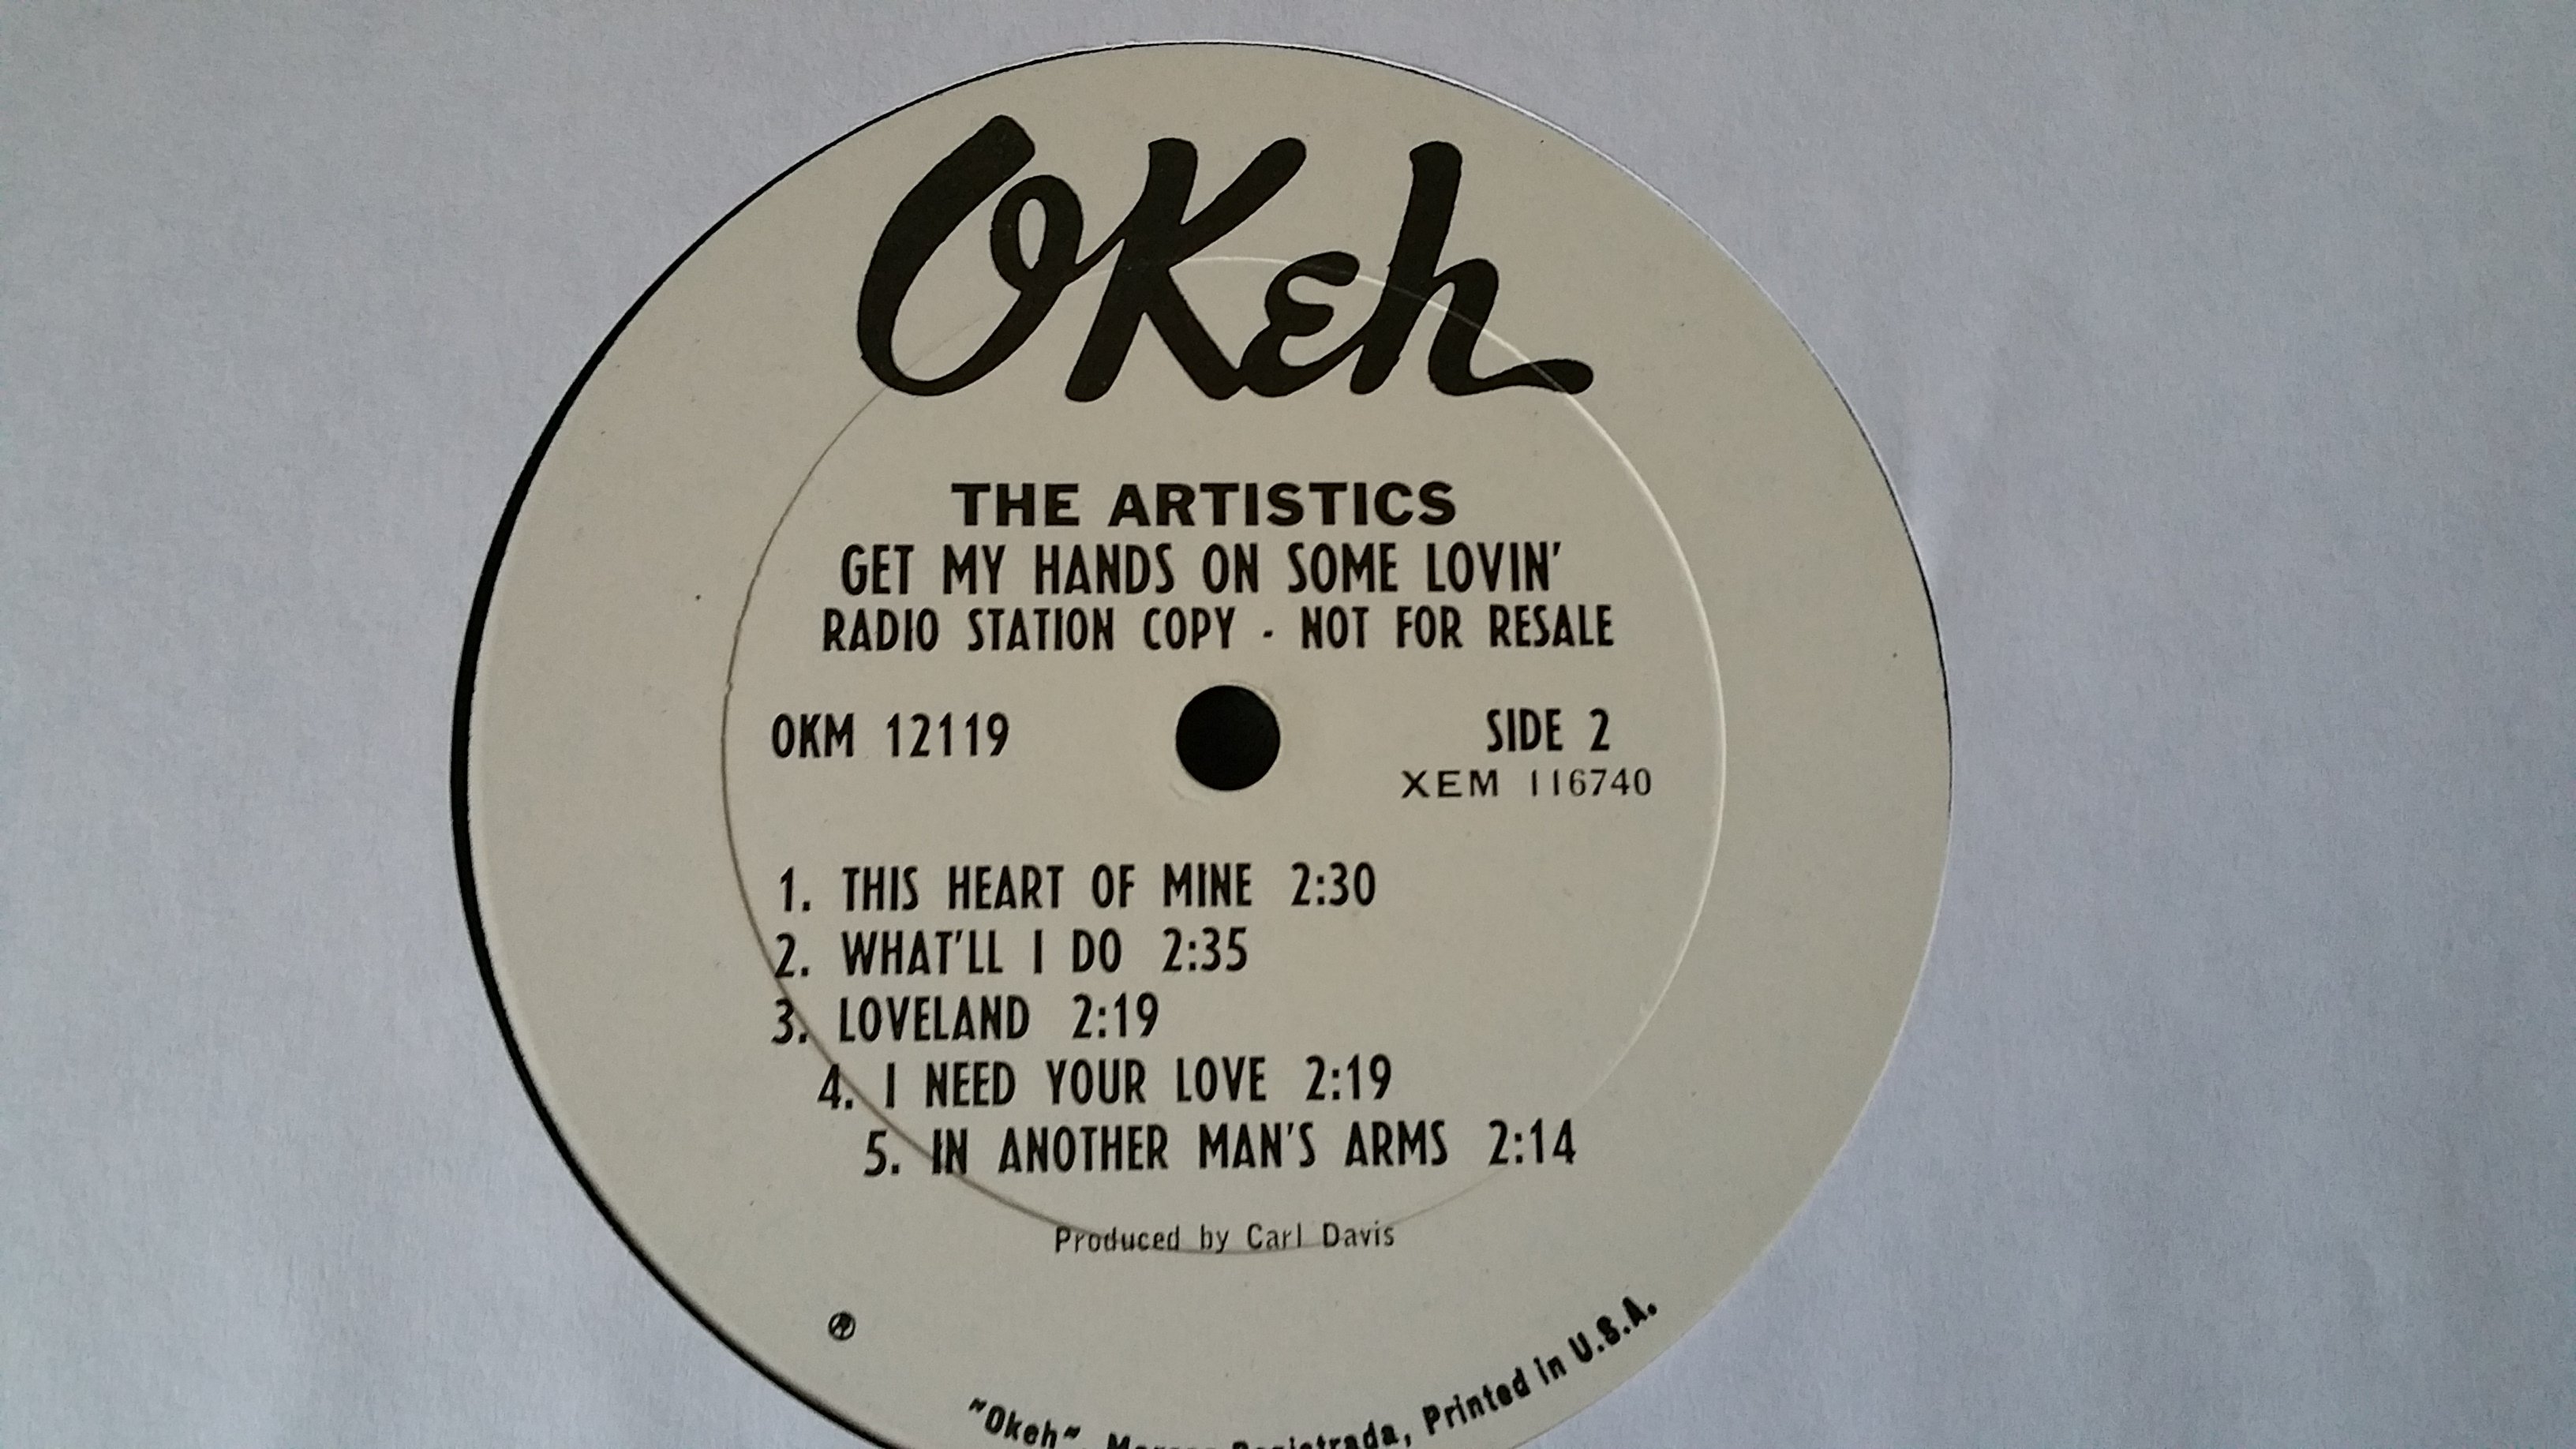 OKeh
THE ARTISTICS
GET MY HANDS ON SOME LOVIN'
RADIO STATION COPY - NOT FOR RESALE
OKM 12119
SIDE 2
XEM 116740
1. THIS HEART OF MINE 2:30
2. WHAT'LL I DO 2:35
3. LOVELAND 2:19
4. I NEED YOUR LOVE 2:19
5. IN ANOTHER MAN'S ARMS 2:14
Produced by Carl Davis
"Okeh", Marcas Registrada, Printed in U.S.A.